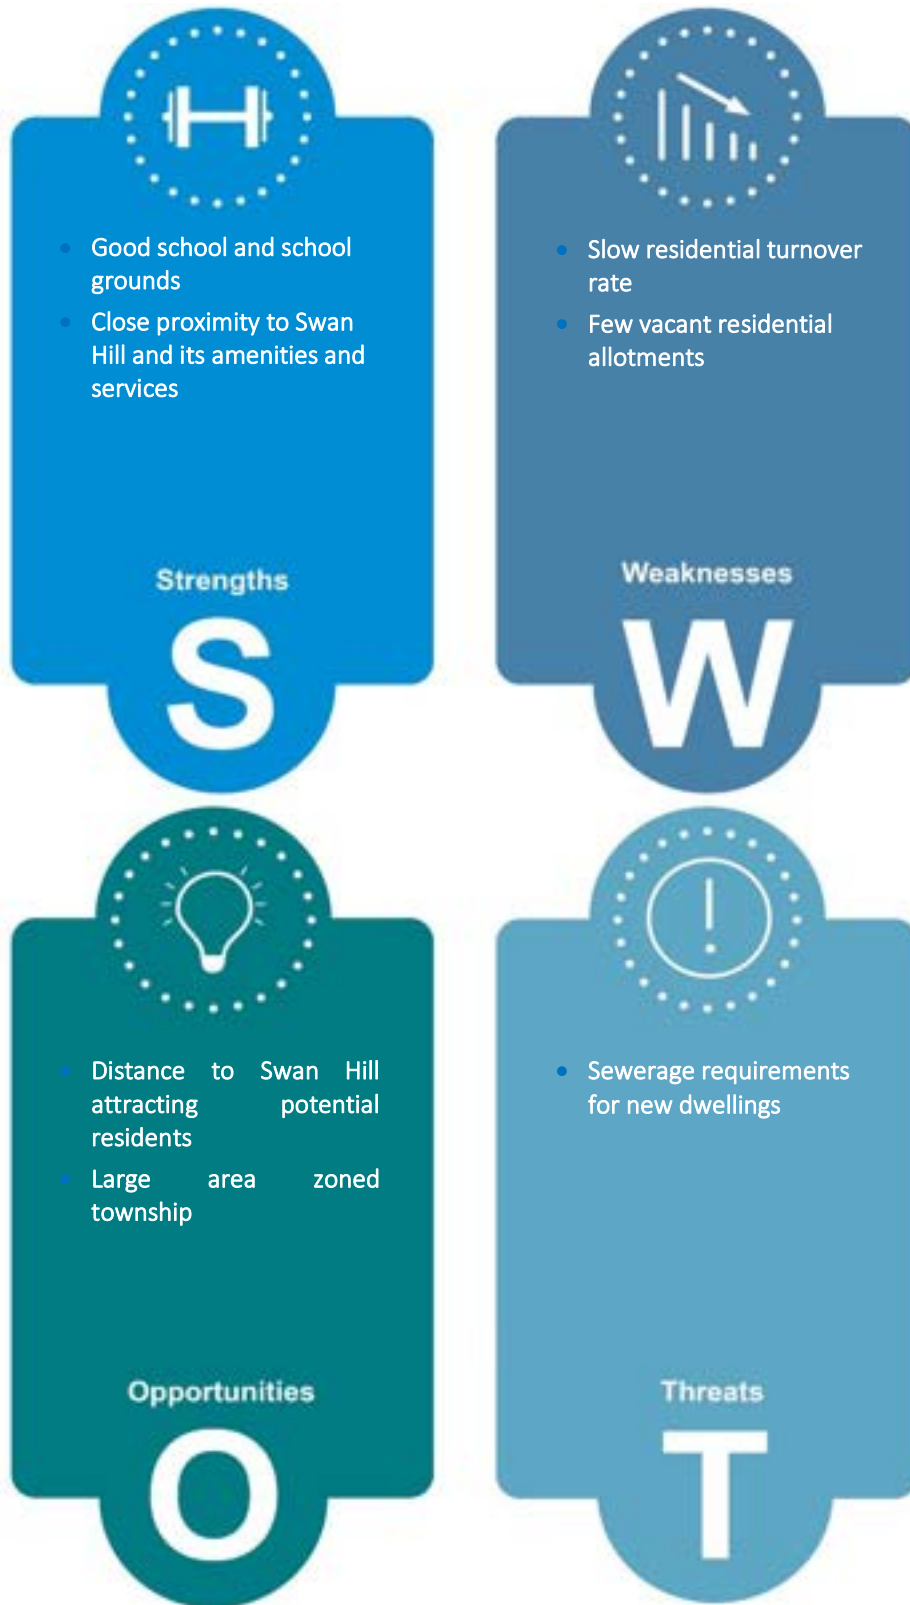 • Good school and school
grounds
• Close proximity to Swan
Hill and its amenities and
services
Strengths
S
• Slow residential turnover
rate
• Few vacant residential
allotments
Weaknesses
W
• Distance to Swan Hill
attracting potential
residents
• Large area zoned
township
Opportunities
O
• Sewerage requirements
for new dwellings
Threats
T